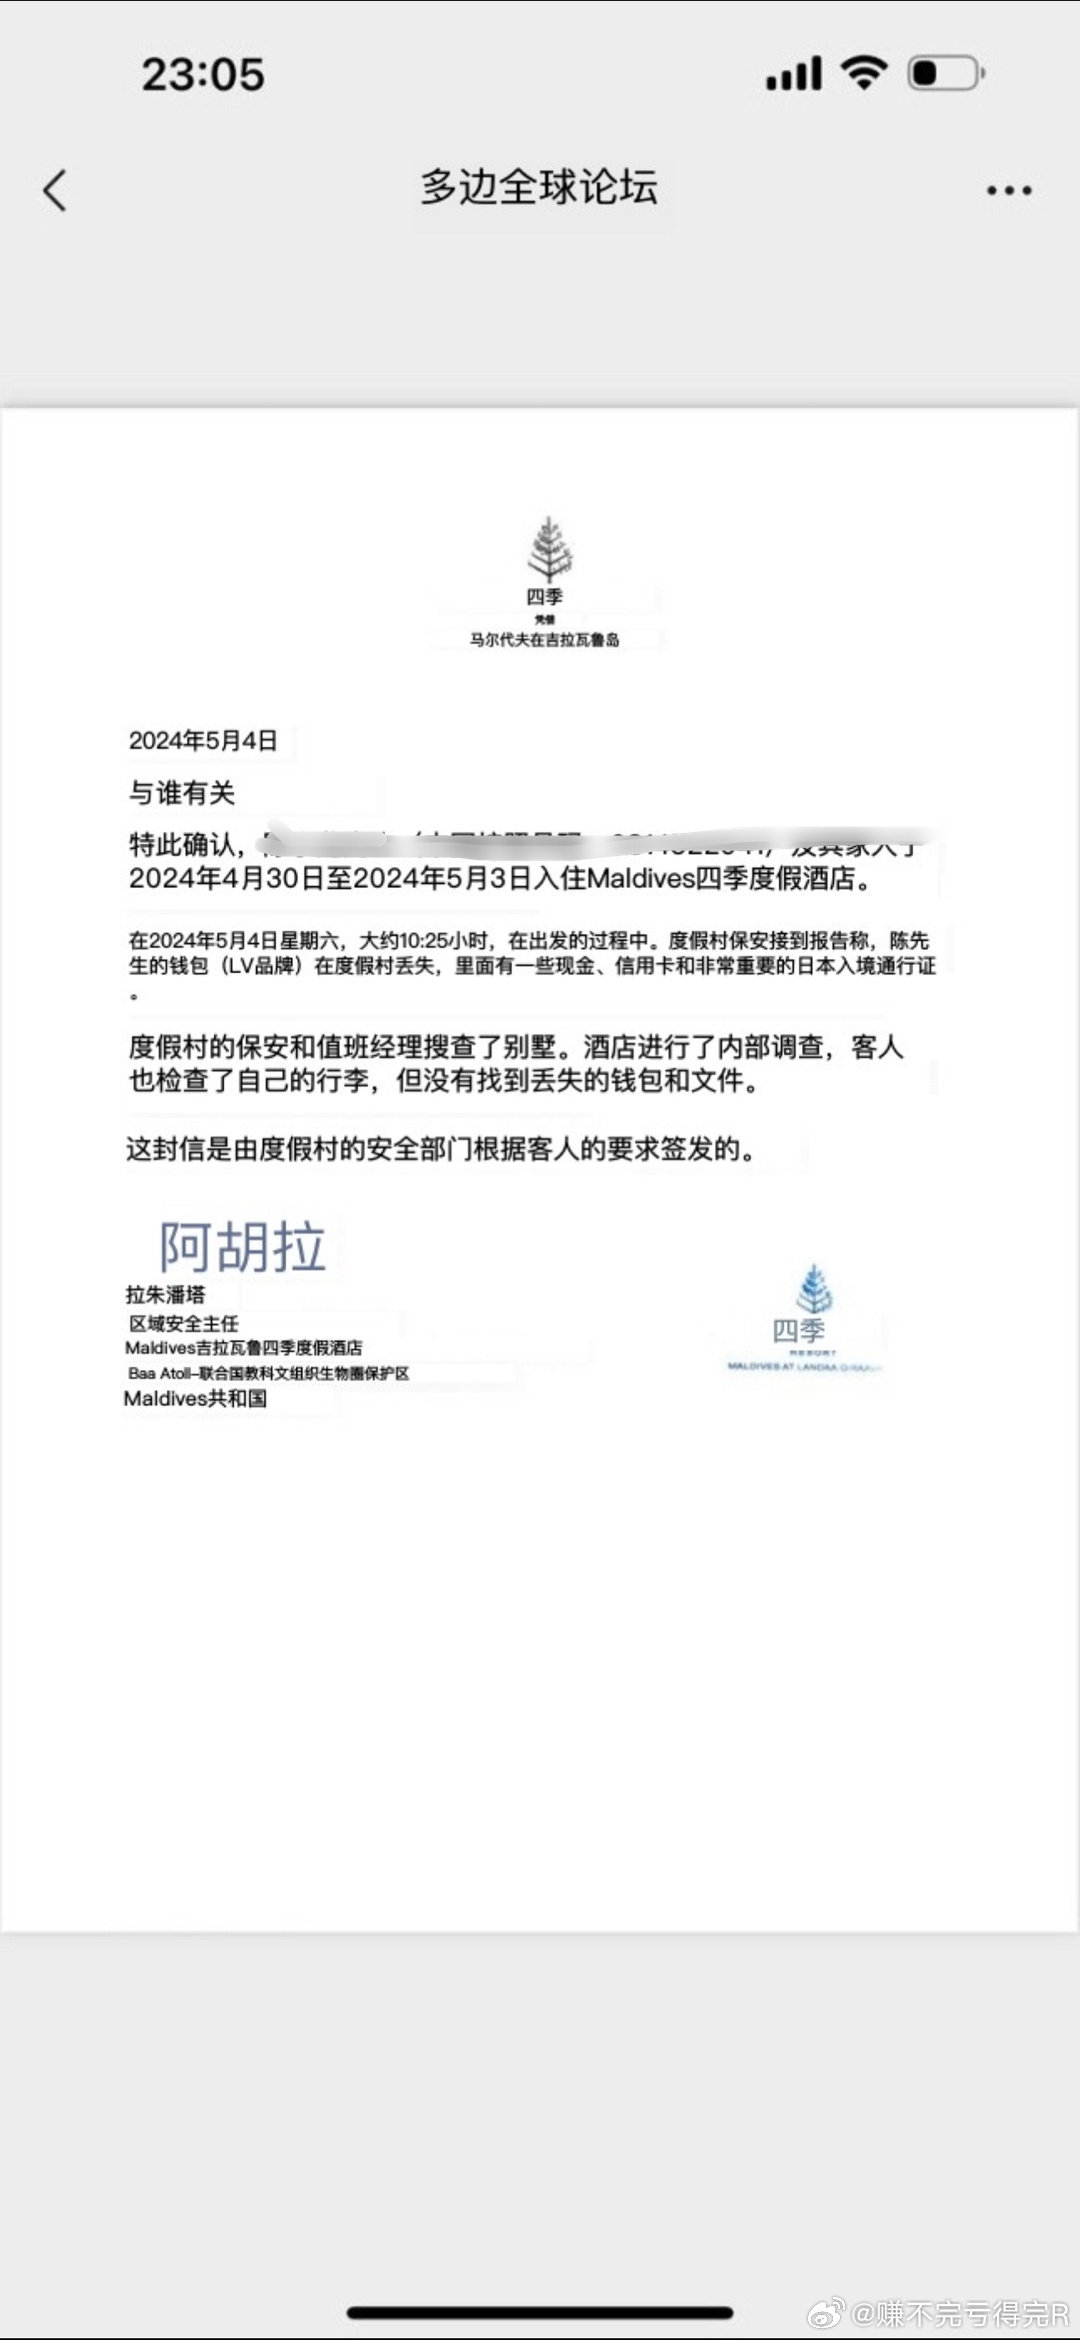 23:05
多边全球论坛
四季
凭借
马尔代夫在吉拉瓦鲁岛
2024年5月4日
与谁有关
特此确认，
及其家人于
2024年4月30日至2024年5月3日入住Maldives四季度假酒店。
在2024年5月4日星期六，大约10:25小时，在出发的过程中。度假村保安接到报告称，陈先
生的钱包（LV品牌）在度假村丢失，里面有一些现金、信用卡和非常重要的日本入境通行证
。
度假村的保安和值班经理搜查了别墅。酒店进行了内部调查，客人
也检查了自己的行李，但没有找到丢失的钱包和文件。
这封信是由度假村的安全部门根据客人的要求签发的。
阿胡拉
拉朱潘塔
区域安全主任
Maldives吉拉瓦鲁四季度假酒店
Baa Atoll-联合国教科文组织生物圈保护区
Maldives共和国
四季
RESORT
MALDIVES AT LANDAA GIRAAVARU
@赚不完亏得完R